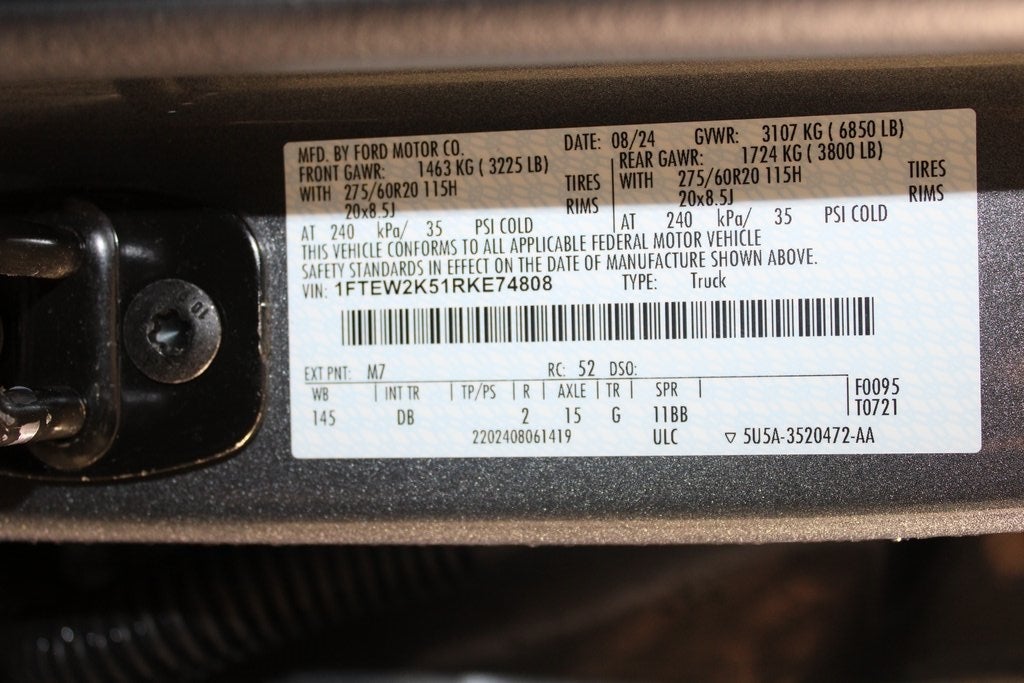 MFD. BY FORD MOTOR CO. DATE: 08/24 GVWR: 3107 KG ( 6850 LB)
FRONT GAWR: 1463 KG ( 3225 LB) REAR GAWR: 1724 KG ( 3800 LB)
WITH 275/60R20 115H TIRES WITH 275/60R20 115H TIRES
20x8.5J RIMS 20x8.5J RIMS
AT 240 kPa/ 35 PSI COLD AT 240 kPa/ 35 PSI COLD
THIS VEHICLE CONFORMS TO ALL APPLICABLE FEDERAL MOTOR VEHICLE
SAFETY STANDARDS IN EFFECT ON THE DATE OF MANUFACTURE SHOWN ABOVE.
VIN: 1FTEW2K51RKE74808 TYPE: Truck
EXT PNT: M7 RC: 52 DSO:
WB INT TR TP/PS R AXLE TR SPR F0095
145 DB 2 15 G 11BB T0721
2202408061419 ULC ▽ 5U5A-3520472-AA
10